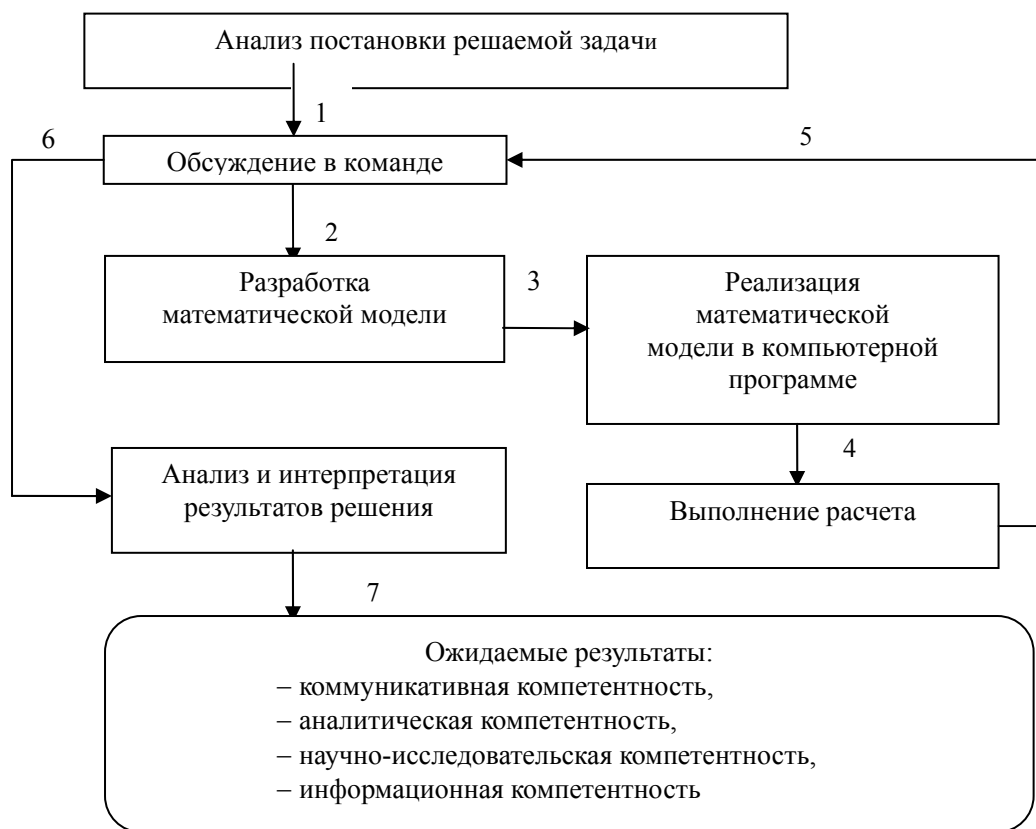 Анализ постановки решаемой задачи
1
6
5
Обсуждение в команде
2
Разработка
математической модели
3
Реализация
математической
модели в компьютерной
программе
4
Анализ и интерпретация
результатов решения
Выполнение расчета
7
Ожидаемые результаты:
– коммуникативная компетентность,
– аналитическая компетентность,
– научно-исследовательская компетентность,
– информационная компетентность